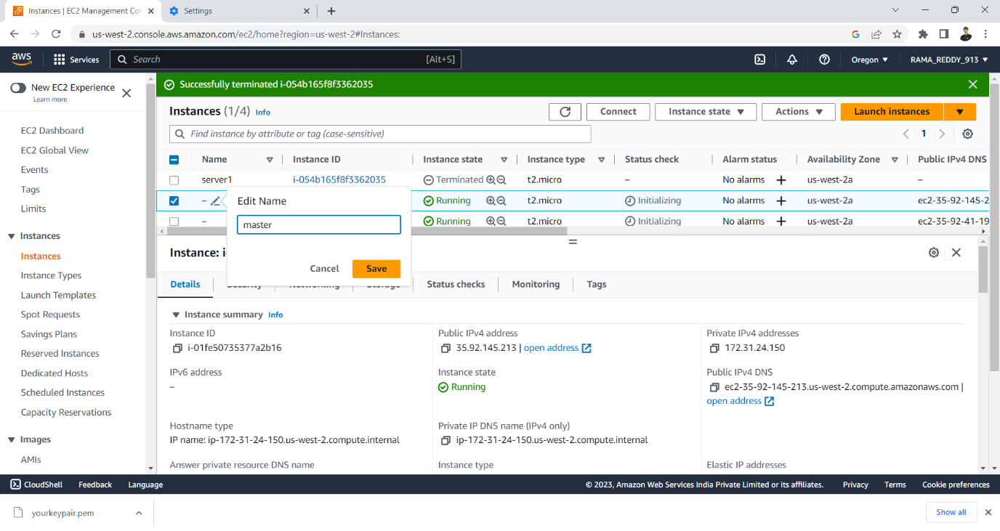 Instances | EC2 Management Con
Settings
us-west-2.console.aws.amazon.com/ec2/home?region=us-west-2#Instances:
aws
Services
Search
[Alt+S]
Oregon
RAMA_REDDY_913
New EC2 Experience
Learn more
EC2 Dashboard
EC2 Global View
Events
Tags
Limits
Instances
Instances
Instance Types
Launch Templates
Spot Requests
Savings Plans
Reserved Instances
Dedicated Hosts
Scheduled Instances
Capacity Reservations
Images
AMIs
Successfully terminated i-054b165f8f3362035
Instances (1/4) Info
Connect
Instance state
Actions
Launch instances
Find instance by attribute or tag (case-sensitive)
1
Name Instance ID Instance state Instance type Status check Alarm status Availability Zone Public IPv4 DNS
server1 i-054b165f8f3362035 Terminated t2.micro – No alarms + us-west-2a –
– Running t2.micro Initializing No alarms + us-west-2a ec2-35-92-145-2
– Running t2.micro Initializing No alarms + us-west-2a ec2-35-92-41-19
Edit Name
master
Cancel Save
Instance: i-
Details Security Networking Storage Status checks Monitoring Tags
Instance summary Info
Instance ID
i-01fe50735377a2b16
Public IPv4 address
35.92.145.213 | open address
Private IPv4 addresses
172.31.24.150
IPv6 address
–
Instance state
Running
Public IPv4 DNS
ec2-35-92-145-213.us-west-2.compute.amazonaws.com |
open address
Hostname type
IP name: ip-172-31-24-150.us-west-2.compute.internal
Private IP DNS name (IPv4 only)
ip-172-31-24-150.us-west-2.compute.internal
Answer private resource DNS name
Instance type
Elastic IP addresses
CloudShell Feedback Language
© 2023, Amazon Web Services India Private Limited or its affiliates. Privacy Terms Cookie preferences
yourkeypair.pem
Show all